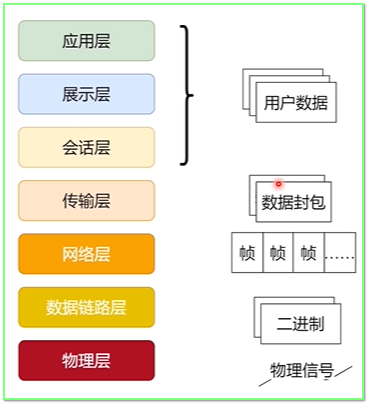 应用层
展示层
会话层
用户数据
传输层
数据封包
网络层
帧 帧 帧 ……
数据链路层
二进制
物理层
物理信号